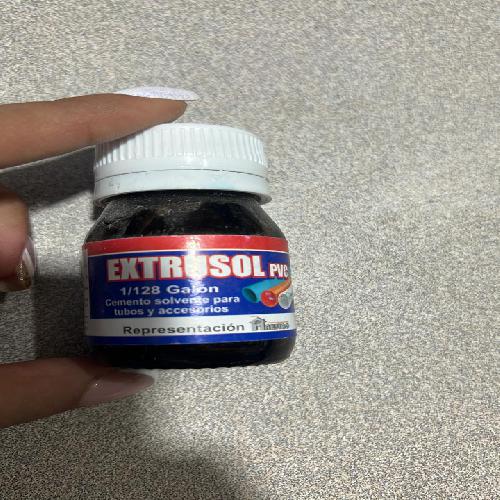 EXTRUSOL PVC
1/128 Galón
Cemento solvente para
tubos y accesorios
Representación